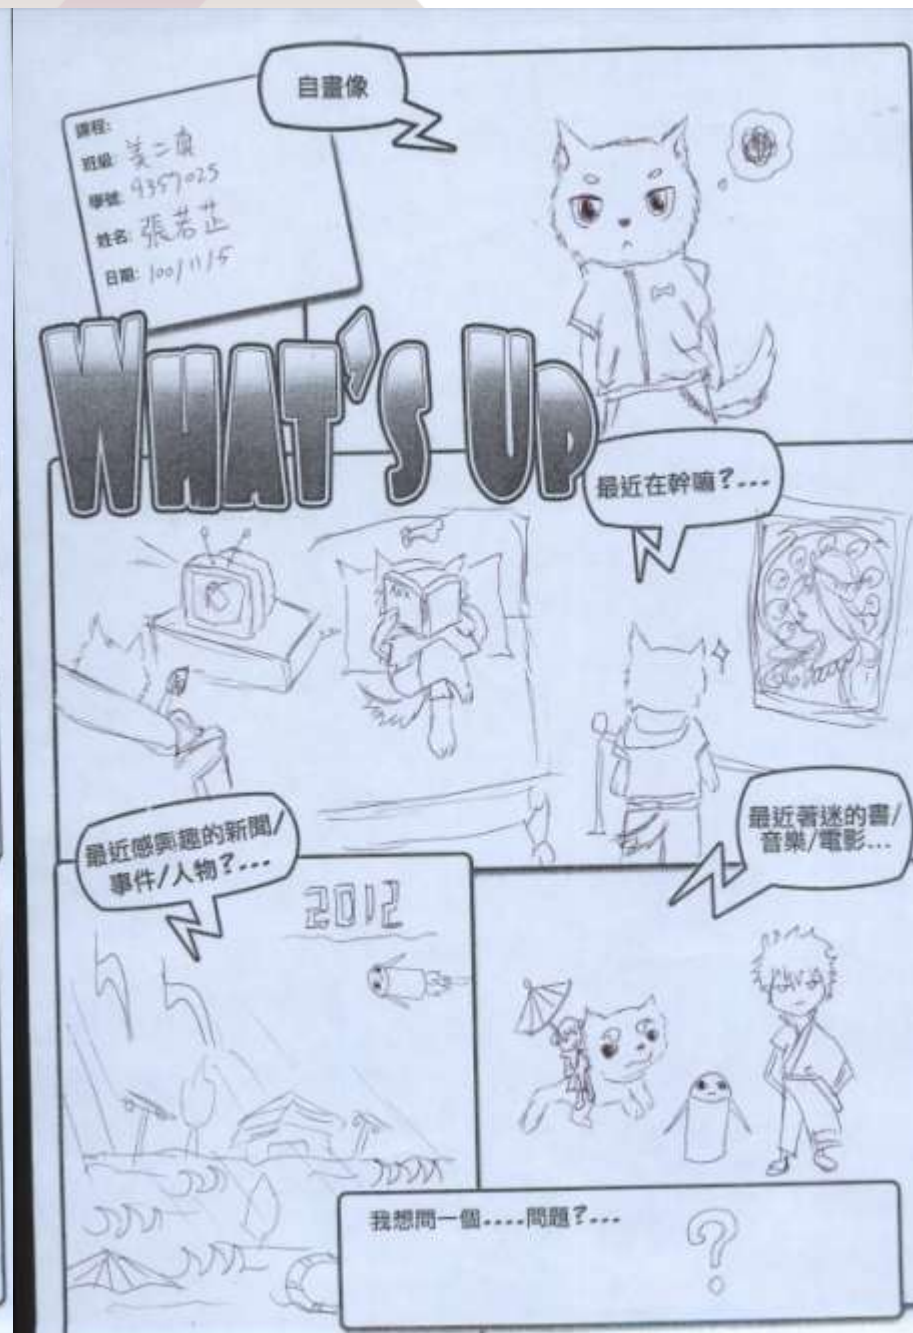 自畫像
課程:
班級: 美二真
學號: 9357025
姓名: 張若芷
日期: 100/11/5
WHAT'S UP
最近在幹嘛?...
最近感興趣的新聞/
事件/人物?...
2012
最近著迷的書/
音樂/電影...
我想問一個....問題?...
?